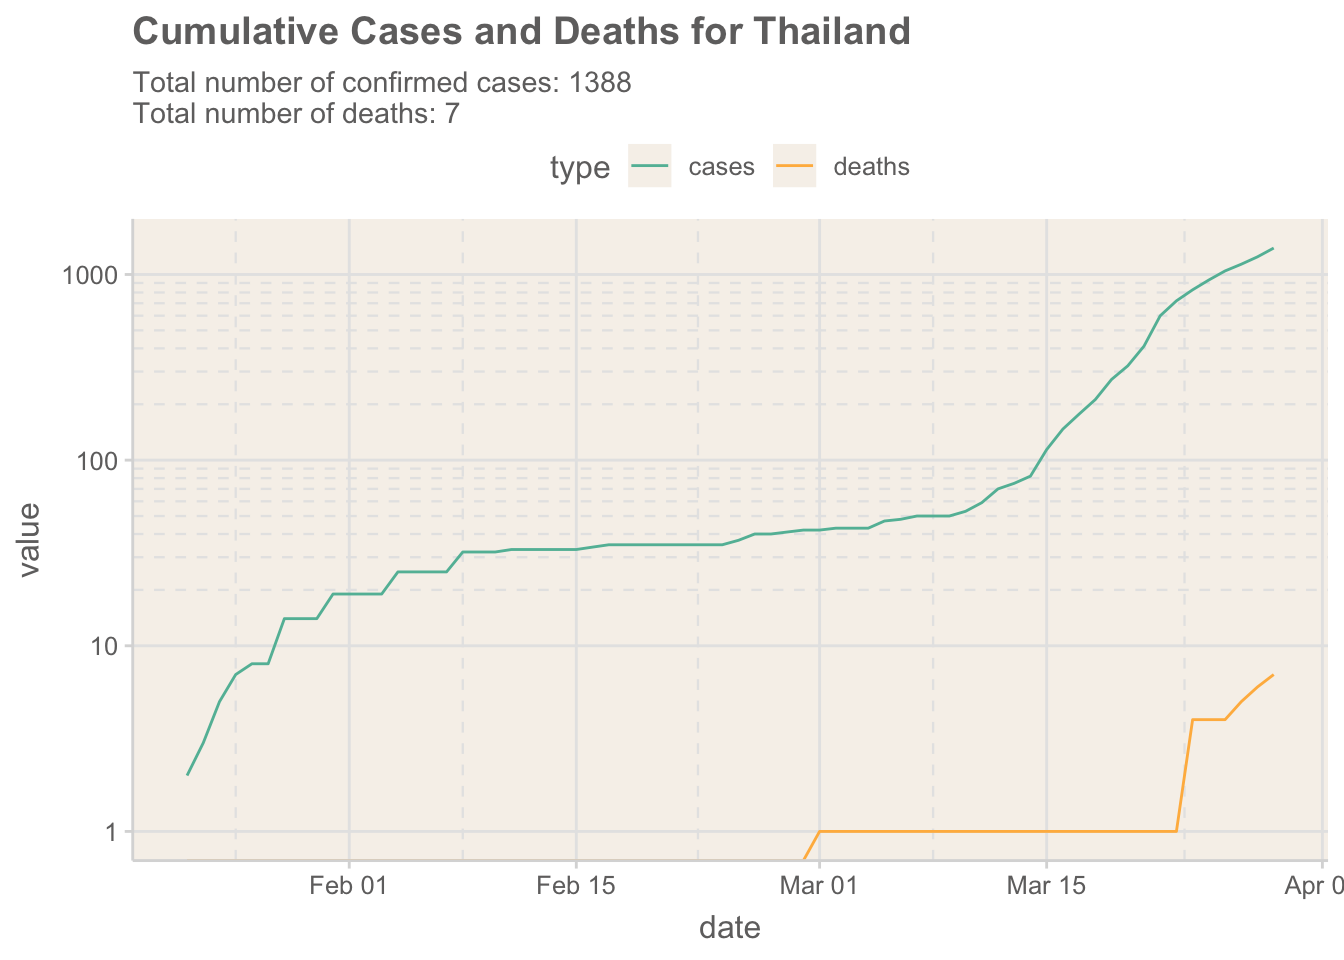 Cumulative Cases and Deaths for Thailand
Total number of confirmed cases: 1388
Total number of deaths: 7
type cases deaths
1000
100
10
1
value
Feb 01 Feb 15 Mar 01 Mar 15 Apr 0
date